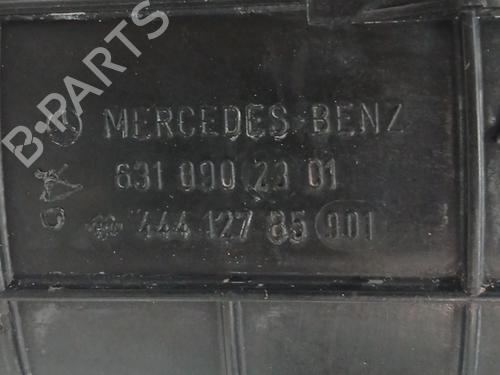 B-PARTS
MERCEDES-BENZ
631 090 23 01
444 127 85 901